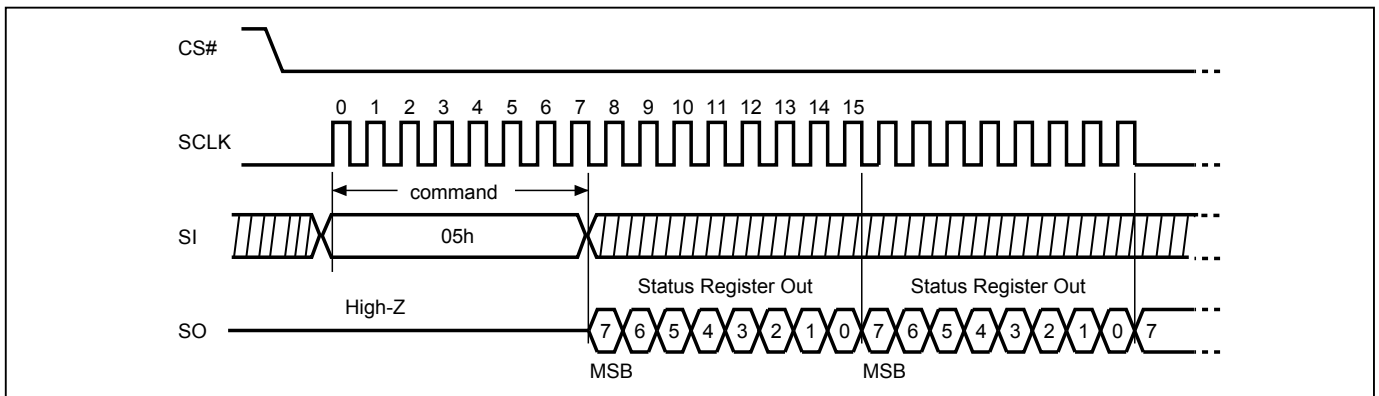 CS#
0 1 2 3 4 5 6 7 8 9 10 11 12 13 14 15
SCLK
command
SI
05h
Status Register Out Status Register Out
High-Z
SO
7 6 5 4 3 2 1 0 7 6 5 4 3 2 1 0 7
MSB MSB